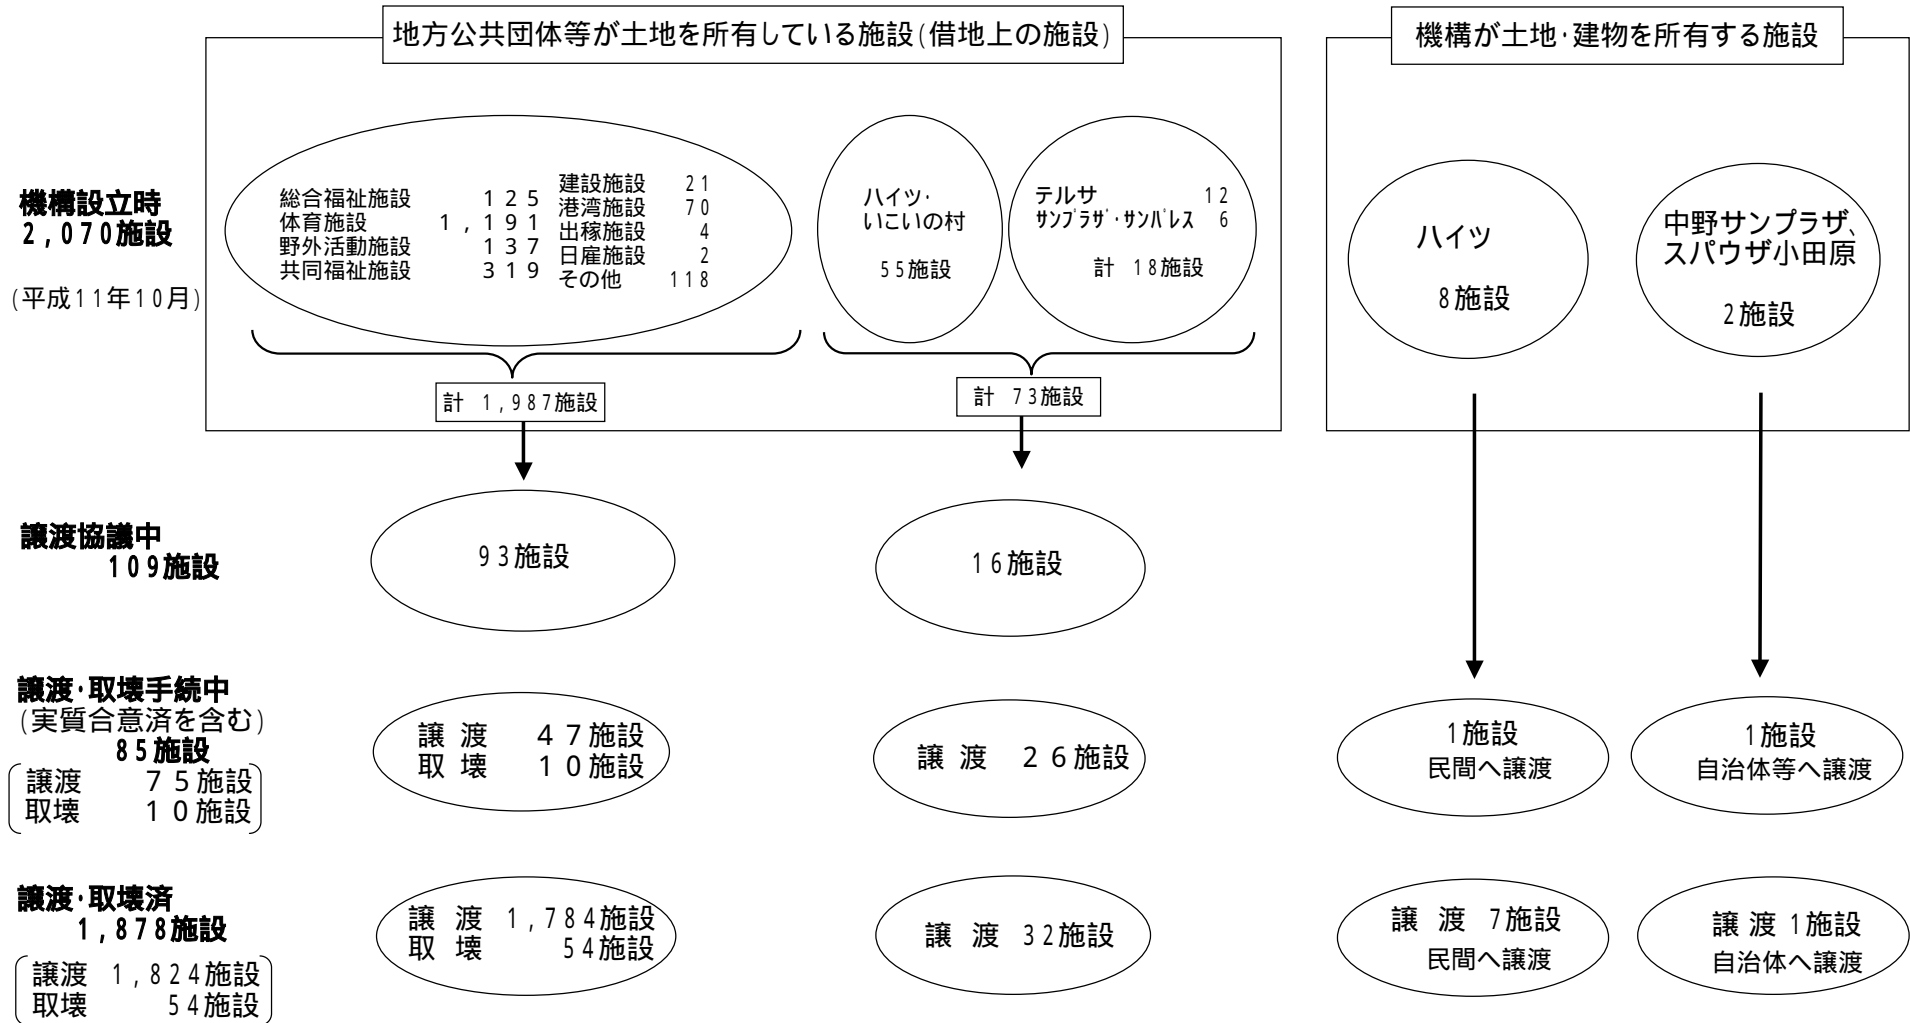 地方公共団体等が土地を所有している施設(借地上の施設)
機構が土地・建物を所有する施設
機構設立時
2,070施設
(平成11年10月)
総合福祉施設 125
体育施設 1,191
野外活動施設 137
共同福祉施設 319
建設施設 21
港湾施設 70
出稼施設 4
日雇施設 2
その他 118
ハイツ・
いこいの村
55施設
テルサ 12
サンプラザ・サンパレス 6
計 18施設
ハイツ
8施設
中野サンプラザ、
スパウザ小田原
2施設
計 1,987施設
計 73施設
譲渡協議中
109施設
93施設
16施設
譲渡・取壊手続中
(実質合意済を含む)
85施設
譲渡 75施設
取壊 10施設
譲渡 47施設
取壊 10施設
譲渡 26施設
1施設
民間へ譲渡
1施設
自治体等へ譲渡
譲渡・取壊済
1,878施設
譲渡 1,824施設
取壊 54施設
譲渡 1,784施設
取壊 54施設
譲渡 32施設
譲渡 7施設
民間へ譲渡
譲渡 1施設
自治体へ譲渡